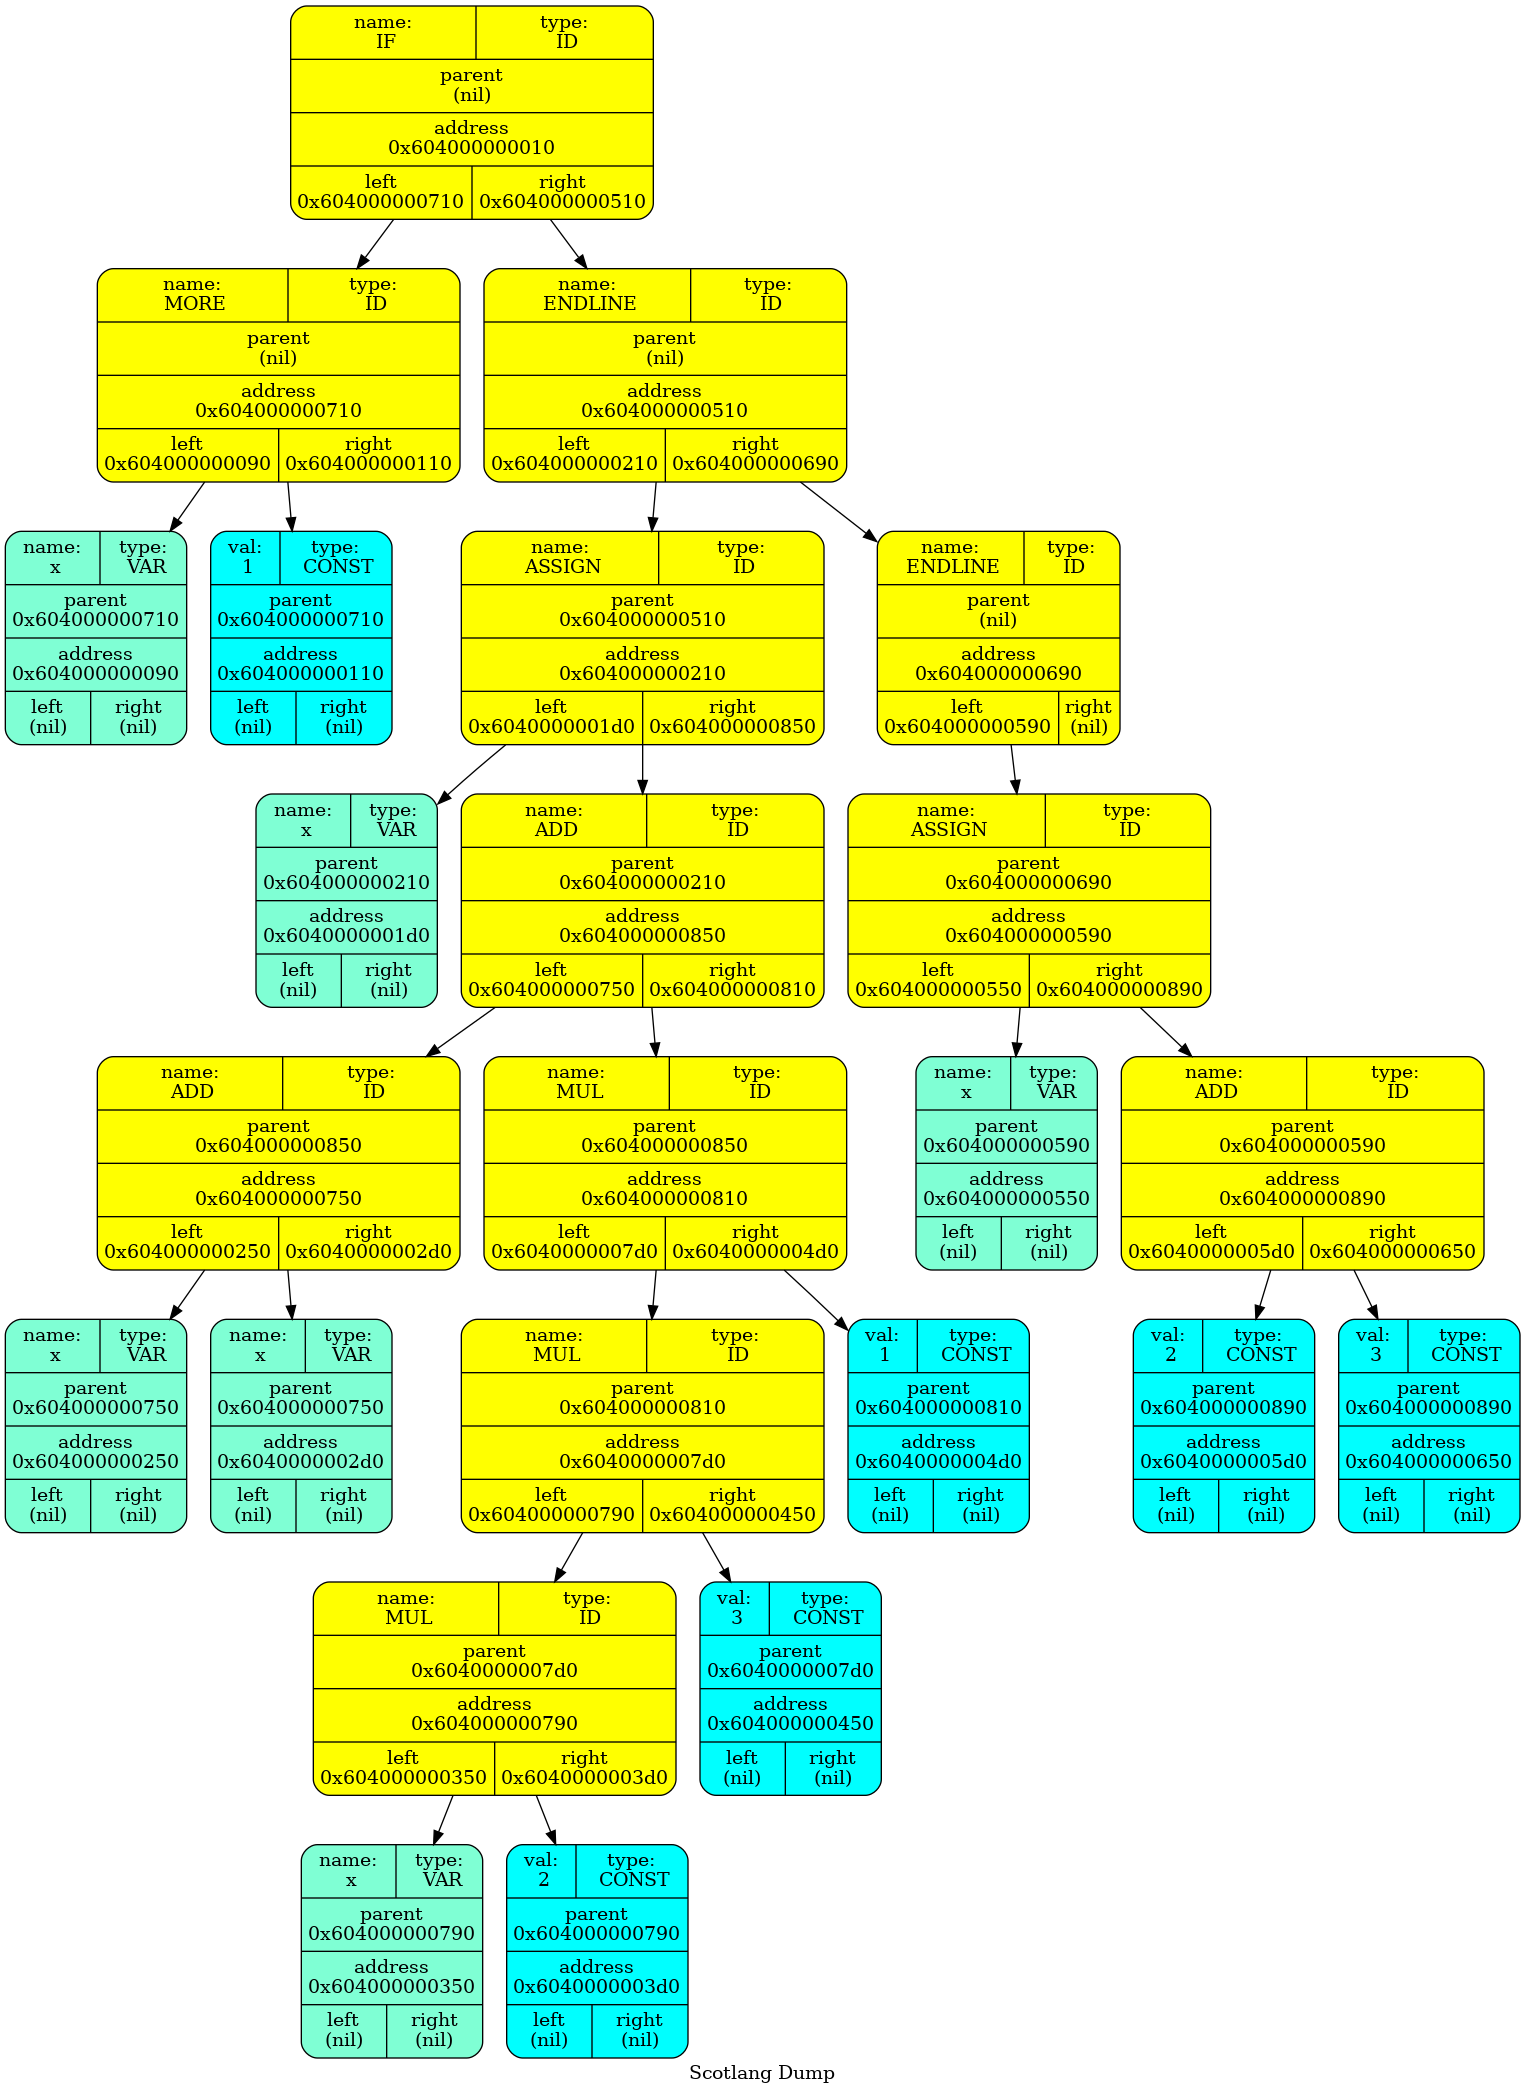 name:
IF
type:
ID
parent
(nil)
address
0x604000000010
left
0x604000000710
right
0x604000000510
name:
MORE
type:
ID
parent
(nil)
address
0x604000000710
left
0x604000000090
right
0x604000000110
name:
ENDLINE
type:
ID
parent
(nil)
address
0x604000000510
left
0x604000000210
right
0x604000000690
name:
x
type:
VAR
parent
0x604000000710
address
0x604000000090
left
(nil)
right
(nil)
val:
1
type:
CONST
parent
0x604000000710
address
0x604000000110
left
(nil)
right
(nil)
name:
ASSIGN
type:
ID
parent
0x604000000510
address
0x604000000210
left
0x6040000001d0
right
0x604000000850
name:
ENDLINE
type:
ID
parent
(nil)
address
0x604000000690
left
0x604000000590
right
(nil)
name:
x
type:
VAR
parent
0x604000000210
address
0x6040000001d0
left
(nil)
right
(nil)
name:
ADD
type:
ID
parent
0x604000000210
address
0x604000000850
left
0x604000000750
right
0x604000000810
name:
ASSIGN
type:
ID
parent
0x604000000690
address
0x604000000590
left
0x604000000550
right
0x604000000890
name:
ADD
type:
ID
parent
0x604000000850
address
0x604000000750
left
0x604000000250
right
0x6040000002d0
name:
MUL
type:
ID
parent
0x604000000850
address
0x604000000810
left
0x6040000007d0
right
0x6040000004d0
name:
x
type:
VAR
parent
0x604000000590
address
0x604000000550
left
(nil)
right
(nil)
name:
ADD
type:
ID
parent
0x604000000590
address
0x604000000890
left
0x6040000005d0
right
0x604000000650
name:
x
type:
VAR
parent
0x604000000750
address
0x604000000250
left
(nil)
right
(nil)
name:
x
type:
VAR
parent
0x604000000750
address
0x6040000002d0
left
(nil)
right
(nil)
name:
MUL
type:
ID
parent
0x604000000810
address
0x6040000007d0
left
0x604000000790
right
0x604000000450
val:
1
type:
CONST
parent
0x604000000810
address
0x6040000004d0
left
(nil)
right
(nil)
val:
2
type:
CONST
parent
0x604000000890
address
0x6040000005d0
left
(nil)
right
(nil)
val:
3
type:
CONST
parent
0x604000000890
address
0x604000000650
left
(nil)
right
(nil)
name:
MUL
type:
ID
parent
0x6040000007d0
address
0x604000000790
left
0x604000000350
right
0x6040000003d0
val:
3
type:
CONST
parent
0x6040000007d0
address
0x604000000450
left
(nil)
right
(nil)
name:
x
type:
VAR
parent
0x604000000790
address
0x604000000350
left
(nil)
right
(nil)
val:
2
type:
CONST
parent
0x604000000790
address
0x6040000003d0
left
(nil)
right
(nil)
Scotlang Dump